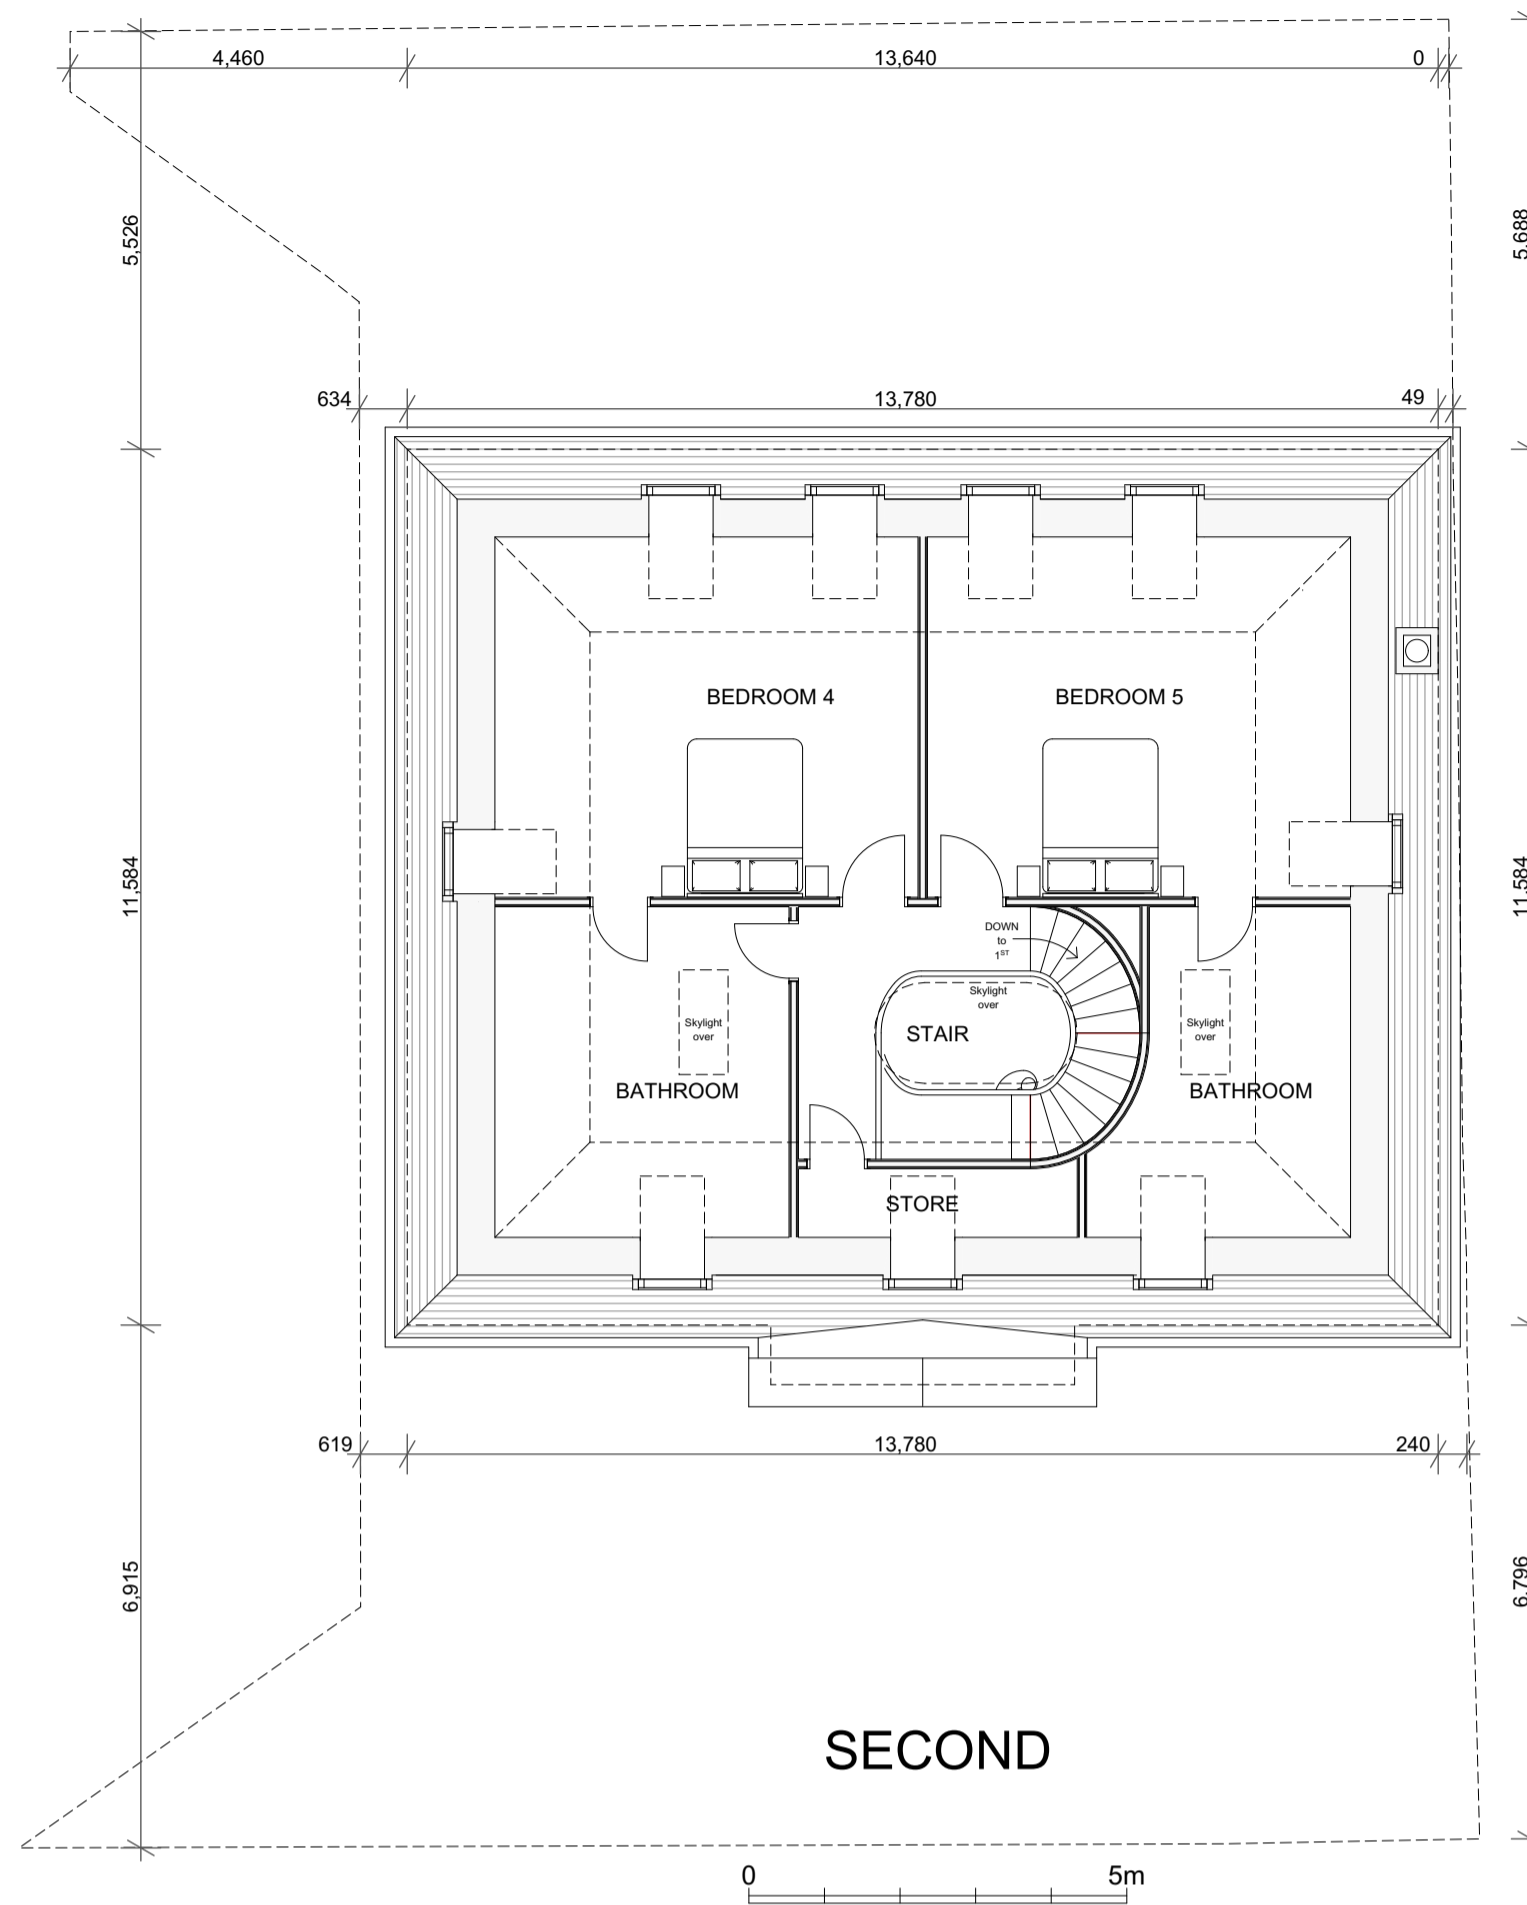 4,460
13,640
0
5,526
5,688
634
13,780
49
BEDROOM 4
BEDROOM 5
11,584
11,584
DOWN
to
1ST
Skylight
over
Skylight
over
Skylight
over
STAIR
BATHROOM
BATHROOM
STORE
619
13,780
240
6,915
6,796
SECOND
0
5m